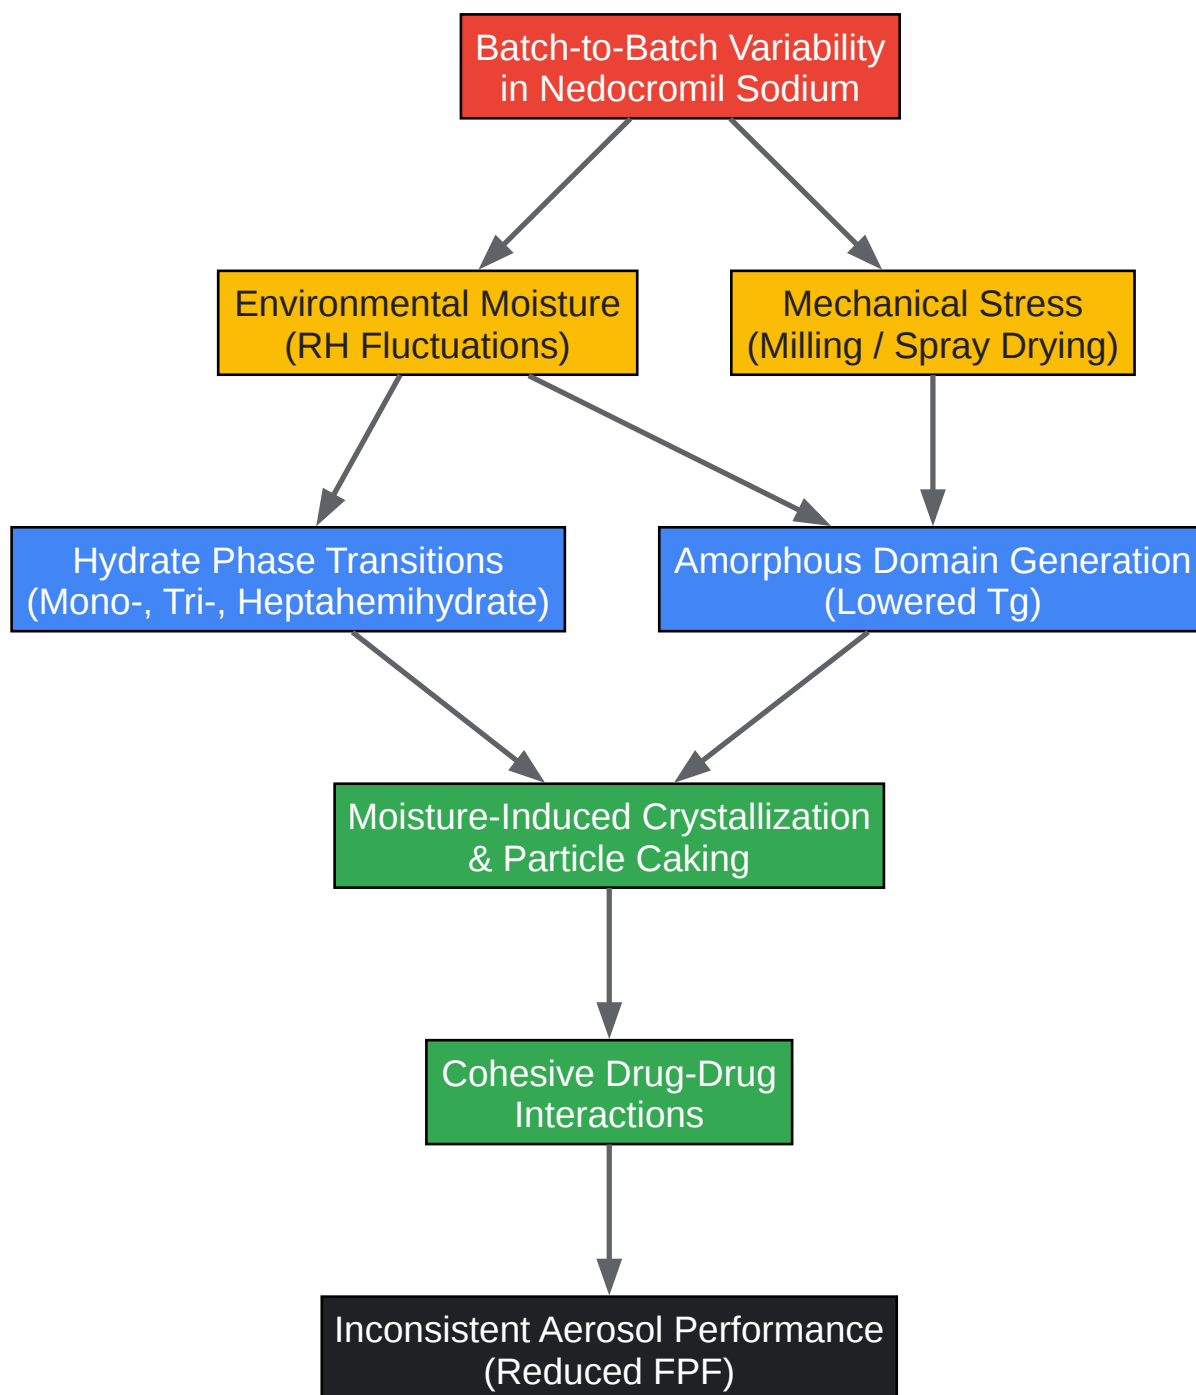 Batch-to-Batch Variability
in Nedocromil Sodium
Environmental Moisture
(RH Fluctuations)
Mechanical Stress
(Milling / Spray Drying)
Hydrate Phase Transitions
(Mono-, Tri-, Heptahemihydrate)
Amorphous Domain Generation
(Lowered Tg)
Moisture-Induced Crystallization
& Particle Caking
Cohesive Drug-Drug
Interactions
Inconsistent Aerosol Performance
(Reduced FPF)